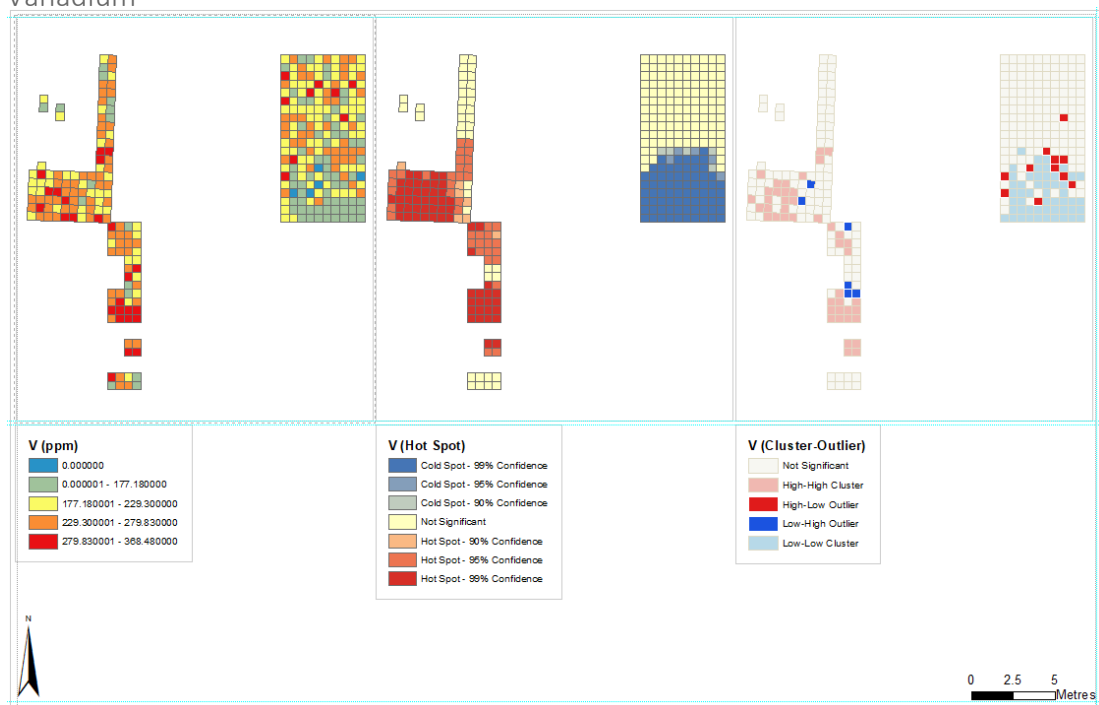 Vanadium
V (ppm)
0.000000
0.000001 - 177.180000
177.180001 - 229.300000
229.300001 - 279.830000
279.830001 - 368.480000
V (Hot Spot)
Cold Spot - 99% Confidence
Cold Spot - 95% Confidence
Cold Spot - 90% Confidence
Not Significant
Hot Spot - 90% Confidence
Hot Spot - 95% Confidence
Hot Spot - 99% Confidence
V (Cluster-Outlier)
Not Significant
High-High Cluster
High-Low Outlier
Low-High Outlier
Low-Low Cluster
N
0 2.5 5
Metres